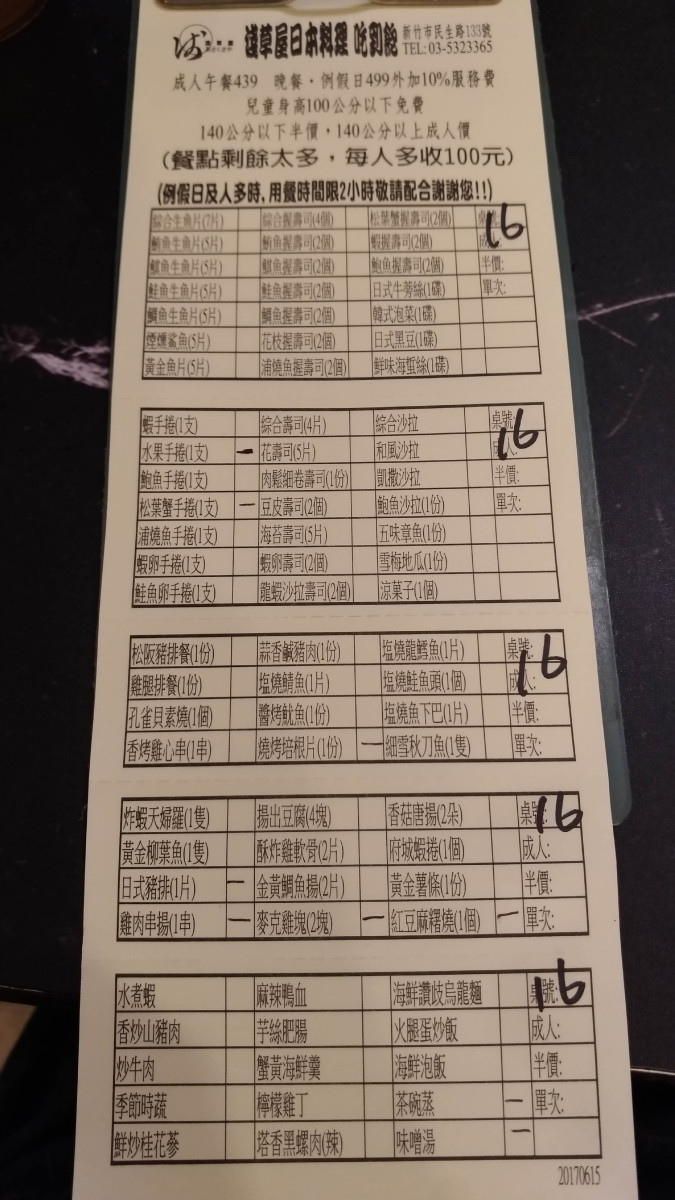 淺草屋日本料理 吃到飽 新竹市民生路133號
TEL: 03-5323365
成人午餐439 晚餐・例假日499外加10%服務費
兒童身高100公分以下免費
140公分以下半價，140公分以上成人價
(餐點剩餘太多，每人多收100元)
(例假日及人多時, 用餐時間限2小時敬請配合謝謝您!!)
綜合生魚片(7片) 綜合握壽司(4個) 松葉蟹握壽司(2個) 桌號: 16
鮪魚生魚片(5片) 鮪魚握壽司(2個) 蝦握壽司(2個) 成人:
旗魚生魚片(5片) 旗魚握壽司(2個) 鮑魚握壽司(2個) 半價:
鮭魚生魚片(5片) 鮭魚握壽司(2個) 日式牛蒡絲(1碟) 單次:
鯛魚生魚片(5片) 鯛魚握壽司(2個) 韓式泡菜(1碟)
煙燻鯊魚(5片) 花枝握壽司(2個) 日式黑豆(1碟)
黃金魚片(5片) 浦燒魚握壽司(2個) 鮮味海蜇絲(1碟)
蝦手捲(1支) 綜合壽司(4片) 綜合沙拉 桌號: 16
水果手捲(1支) 一 花壽司(5片) 和風沙拉 成人:
鮑魚手捲(1支) 肉鬆細卷壽司(1份) 凱撒沙拉 半價:
松葉蟹手捲(1支) 一 豆皮壽司(2個) 鮑魚沙拉(1份) 單次:
浦燒魚手捲(1支) 海苔壽司(5片) 五味章魚(1份)
蝦卵手捲(1支) 蝦卵壽司(2個) 雪梅地瓜(1份)
鮭魚卵手捲(1支) 龍蝦沙拉壽司(2個) 涼菓子(1個)
松阪豬排餐(1份) 蒜香鹹豬肉(1份) 塩燒龍鱈魚(1片) 桌號: 16
雞腿排餐(1份) 塩燒鯖魚(1片) 塩燒鮭魚頭(1個) 成人:
孔雀貝素燒(1個) 醬烤魷魚(1份) 塩燒魚下巴(1片) 半價:
香烤雞心串(1串) 燒烤培根片(1份) 一 細雪秋刀魚(1隻) 單次:
炸蝦天婦羅(1隻) 揚出豆腐(4塊) 香菇唐揚(2朵) 桌號: 16
黃金柳葉魚(1隻) 酥炸雞軟骨(2片) 府城蝦捲(1個) 成人:
日式豬排(1片) 一 金黃鯛魚揚(2片) 黃金薯條(1份) 半價:
雞肉串揚(1串) 一 麥克雞塊(2塊) 一 紅豆麻糬燒(1個) 一 單次:
水煮蝦 麻辣鴨血 海鮮讚歧烏龍麵 桌號: 16
香炒山豬肉 芋絲肥腸 火腿蛋炒飯 成人:
炒牛肉 蟹黃海鮮羹 海鮮泡飯 半價:
季節時蔬 檸檬雞丁 茶碗蒸 一 單次:
鮮炒桂花蔘 塔香黑螺肉(辣) 味噌湯 一
20170615